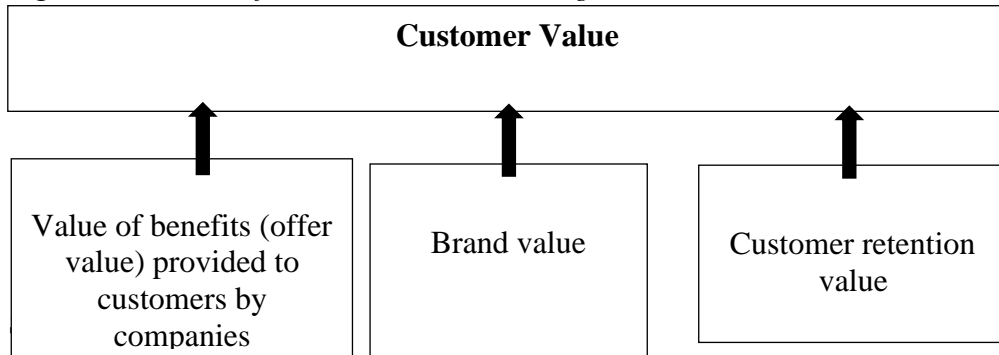 Customer Value
Value of benefits (offer
value) provided to
customers by
companies
Brand value
Customer retention
value